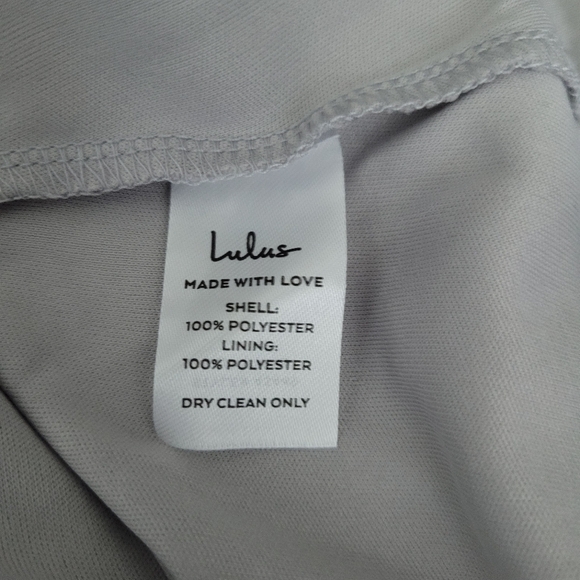 Lulus
MADE WITH LOVE
SHELL:
100% POLYESTER
LINING:
100% POLYESTER
DRY CLEAN ONLY